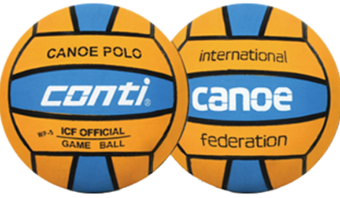 CANOE POLO
conti®
WP-5 ICF OFFICIAL
GAME BALL
international
canoe
federation